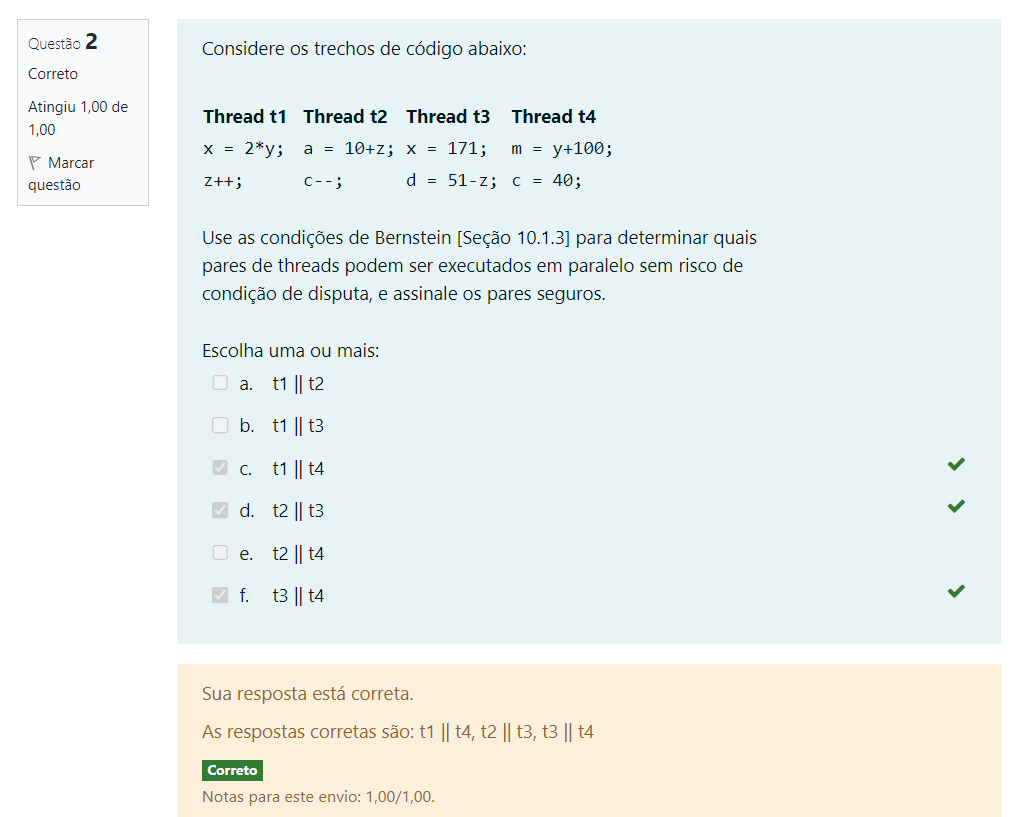 Questão 2
Correto
Atingiu 1,00 de
1,00
Marcar
questão
Considere os trechos de código abaixo:
Thread t1 Thread t2 Thread t3 Thread t4
x = 2*y; a = 10+z; x = 171; m = y+100;
z++; c--; d = 51-z; c = 40;
Use as condições de Bernstein [Seção 10.1.3] para determinar quais
pares de threads podem ser executados em paralelo sem risco de
condição de disputa, e assinale os pares seguros.
Escolha uma ou mais:
a. t1 || t2
b. t1 || t3
c. t1 || t4
d. t2 || t3
e. t2 || t4
f. t3 || t4
Sua resposta está correta.
As respostas corretas são: t1 || t4, t2 || t3, t3 || t4
Correto
Notas para este envio: 1,00/1,00.